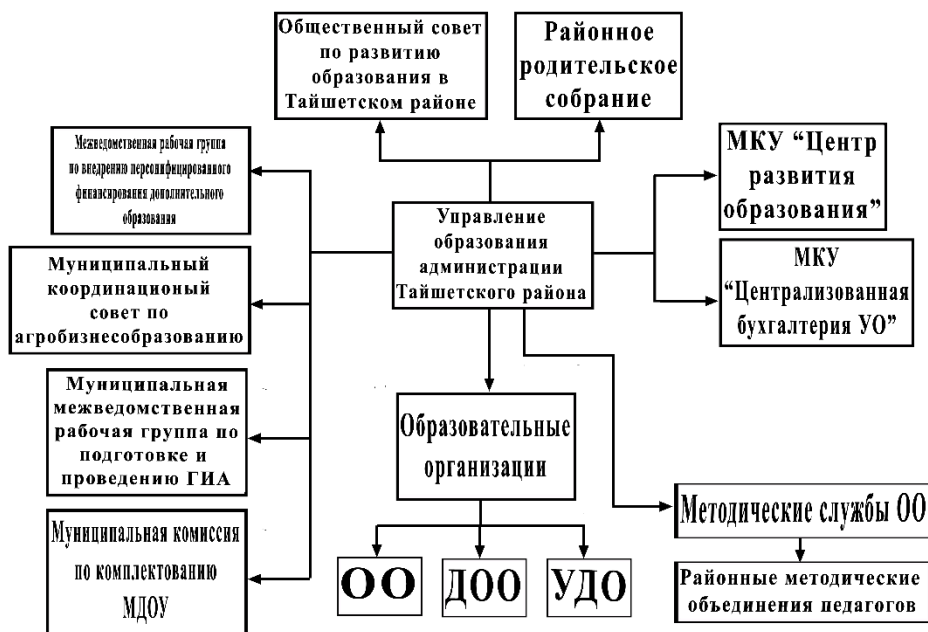 Общественный совет
по развитию
образования в
Тайшетском районе
Районное
родительское
собрание
Межведомственная рабочая группа
по внедрению персонифицированного
финансирования дополнительного
образования
МКУ “Центр
развития
образования”
Управление
образования
администрации
Тайшетского района
Муниципальный
координационый
совет по
агробизнесобразованию
МКУ
“Централизованная
бухгалтерия УО”
Муниципальная
межведомственная
рабочая группа по
подготовке и
проведению ГИА
Образовательные
организации
Методические службы ОО
Муниципальная комиссия
по комплектованию
МДОУ
ОО
ДОО
УДО
Районные методические
объединения педагогов